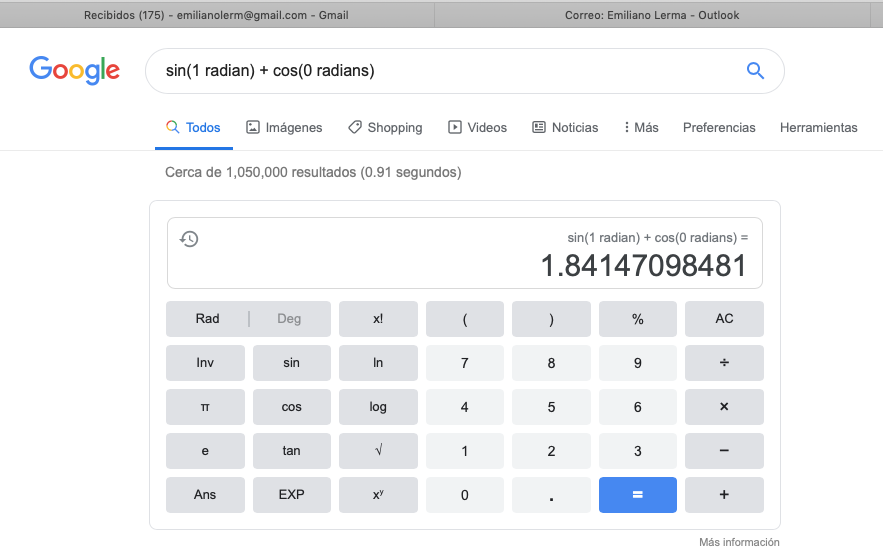 Recibidos (175) - emilianolerm@gmail.com - Gmail Correo: Emiliano Lerma - Outlook
Google sin(1 radian) + cos(0 radians)
Todos Imágenes Shopping Videos Noticias Más Preferencias Herramientas
Cerca de 1,050,000 resultados (0.91 segundos)
sin(1 radian) + cos(0 radians) =
1.84147098481
Rad | Deg x! ( ) % AC
Inv sin ln 7 8 9 ÷
π cos log 4 5 6 ×
e tan √ 1 2 3 −
Ans EXP xʸ 0 . = +
Más información